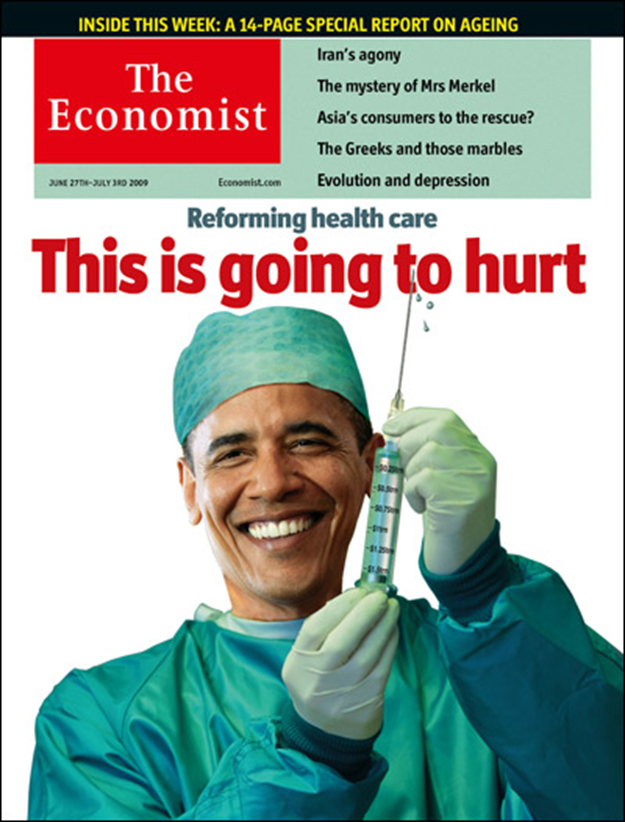 INSIDE THIS WEEK: A 14-PAGE SPECIAL REPORT ON AGEING
The
Economist
JUNE 27TH–JULY 3RD 2009 Economist.com
Iran's agony
The mystery of Mrs Merkel
Asia's consumers to the rescue?
The Greeks and those marbles
Evolution and depression
Reforming health care
This is going to hurt
$0.25trn
$0.5trn
$0.75trn
$1trn
$1.25trn